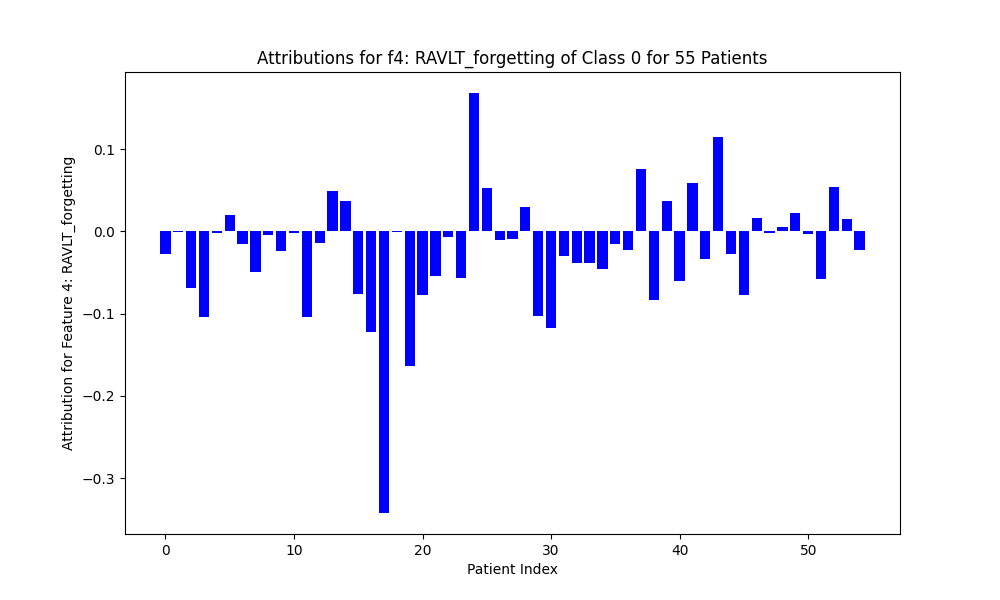 Attributions for f4: RAVLT_forgetting of Class 0 for 55 Patients
Attribution for Feature 4: RAVLT_forgetting
0.1
0.0
−0.1
−0.2
−0.3
0 10 20 30 40 50
Patient Index